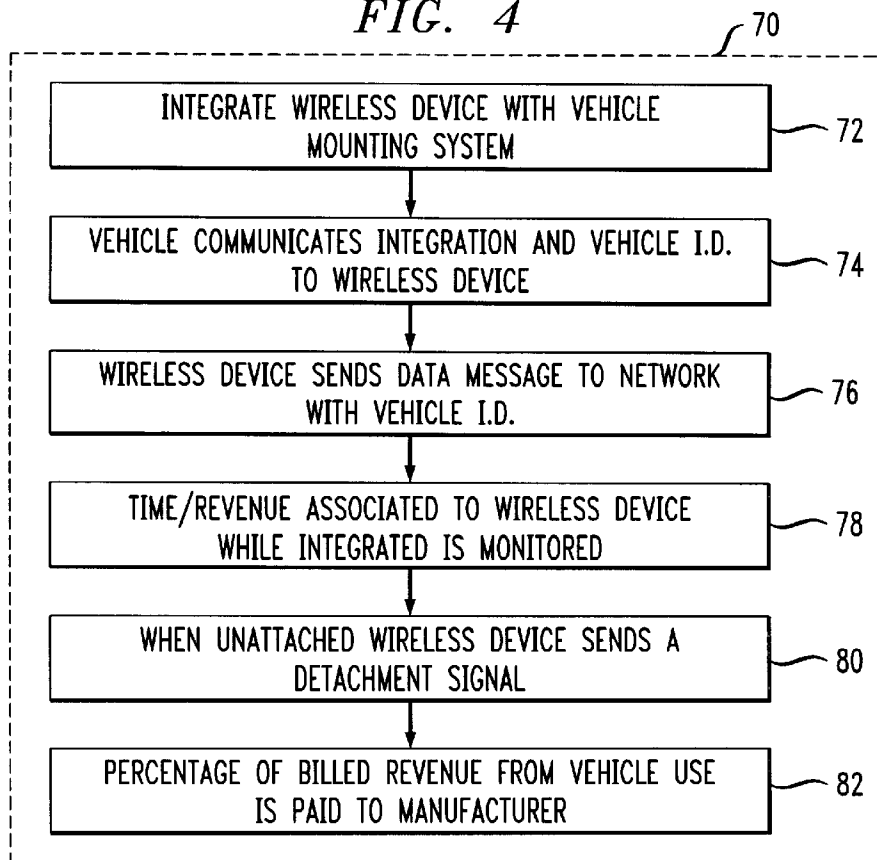 FIG. 4
70
INTEGRATE WIRELESS DEVICE WITH VEHICLE
MOUNTING SYSTEM
72
VEHICLE COMMUNICATES INTEGRATION AND VEHICLE I.D.
TO WIRELESS DEVICE
74
WIRELESS DEVICE SENDS DATA MESSAGE TO NETWORK
WITH VEHICLE I.D.
76
TIME/REVENUE ASSOCIATED TO WIRELESS DEVICE
WHILE INTEGRATED IS MONITORED
78
WHEN UNATTACHED WIRELESS DEVICE SENDS A
DETACHMENT SIGNAL
80
PERCENTAGE OF BILLED REVENUE FROM VEHICLE USE
IS PAID TO MANUFACTURER
82